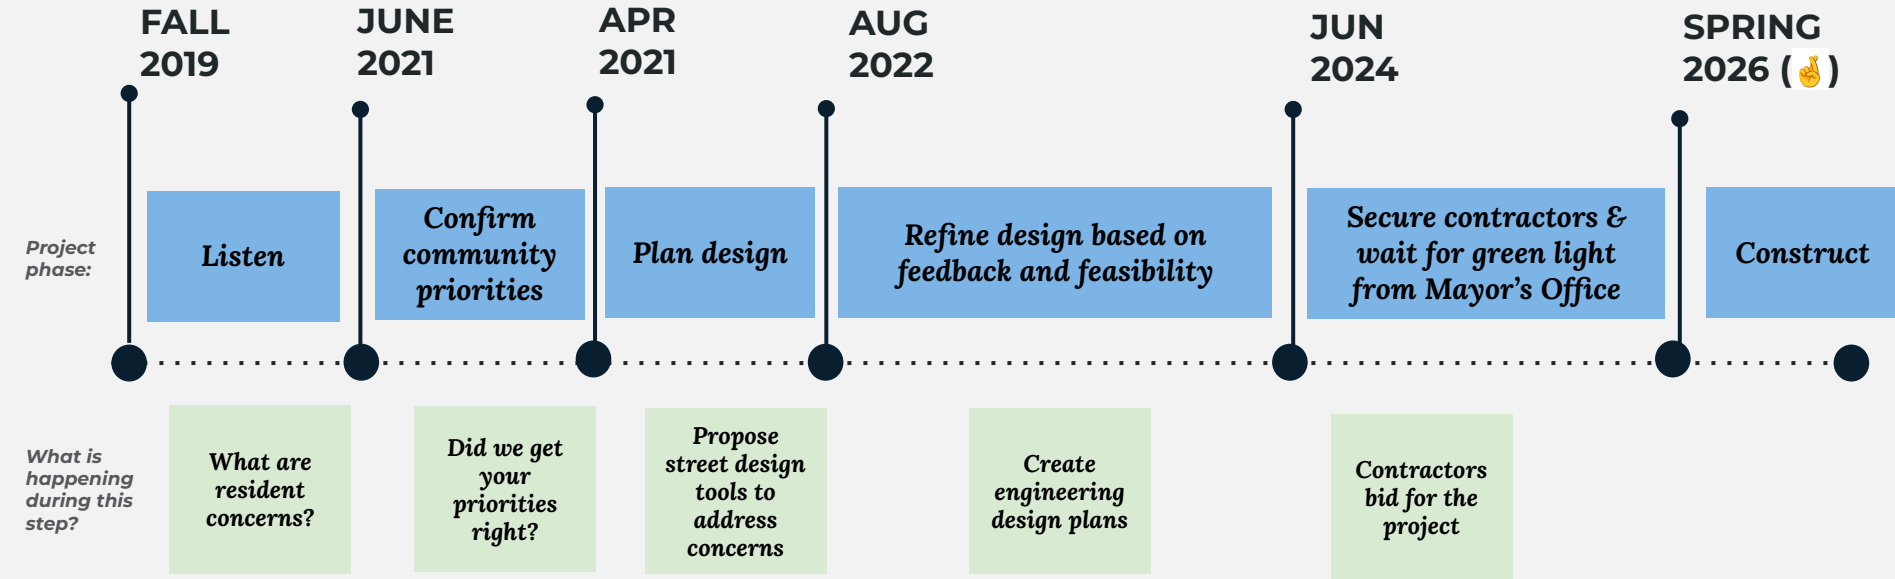 FALL
2019
JUNE
2021
APR
2021
AUG
2022
JUN
2024
SPRING
2026 (🤞)
Project
phase:
Listen
Confirm
community
priorities
Plan design
Refine design based on
feedback and feasibility
Secure contractors &
wait for green light
from Mayor’s Office
Construct
What is
happening
during this
step?
What are
resident
concerns?
Did we get
your
priorities
right?
Propose
street design
tools to
address
concerns
Create
engineering
design plans
Contractors
bid for the
project